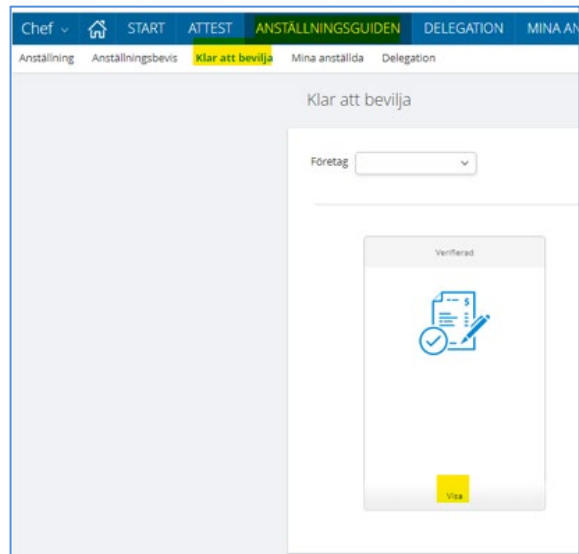 Chef START ATTEST ANSTÄLLNINGSGUIDEN DELEGATION MINA AN
Anställning Anställningsbevis Klar att bevilja Mina anställda Delegation
Klar att bevilja
Företag
Verifierad
$
Visa